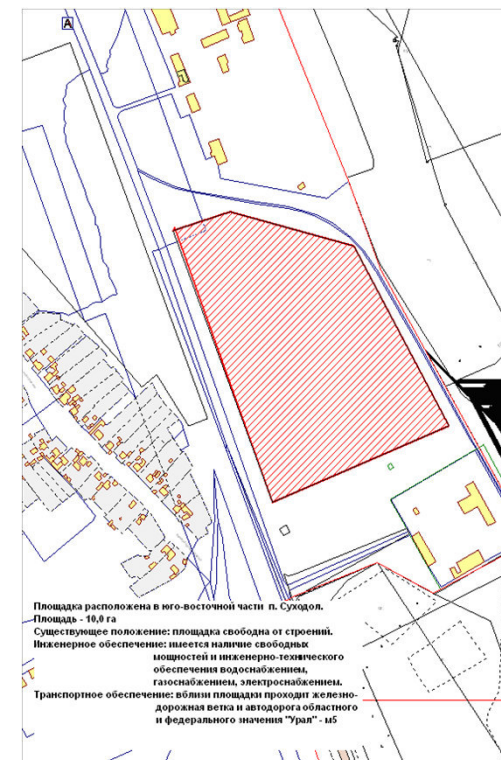 А
Площадка расположена в юго-восточной части п. Суходол.
Площадь - 10,0 га
Существующее положение: площадка свободна от строений.
Инженерное обеспечение: имеется наличие свободных
мощностей и инженерно-технического
обеспечения водоснабжением,
газоснабжением, электроснабжением.
Транспортное обеспечение: вблизи площадки проходит железно-
дорожная ветка и автодорога областного
и федерального значения "Урал" - м5